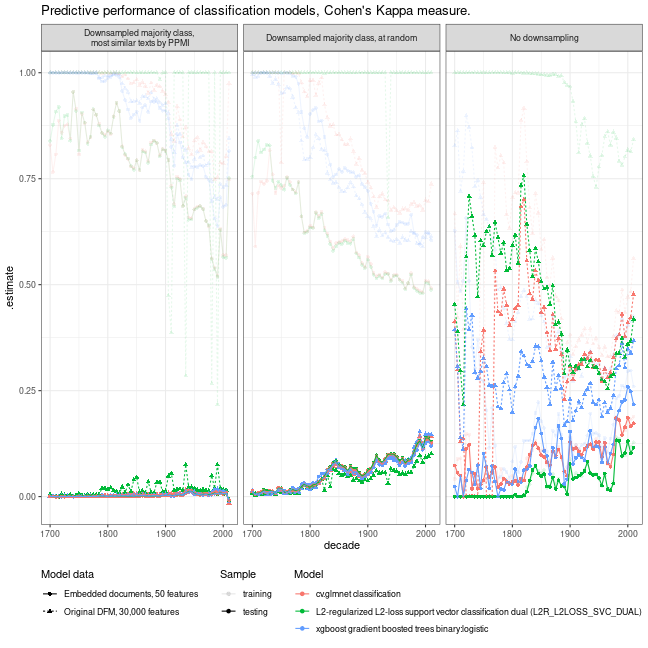 Predictive performance of classification models, Cohen's Kappa measure.
Downsampled majority class,
most similar texts by PPMI
Downsampled majority class, at random
No downsampling
1.00
0.75
0.50
0.25
0.00
.estimate
1700
1800
1900
2000
1700
1800
1900
2000
1700
1800
1900
2000
decade
Model data
Embedded documents, 50 features
Original DFM, 30,000 features
Sample
training
testing
Model
cv.glmnet classification
L2-regularized L2-loss support vector classification dual (L2R_L2LOSS_SVC_DUAL)
xgboost gradient boosted trees binary:logistic